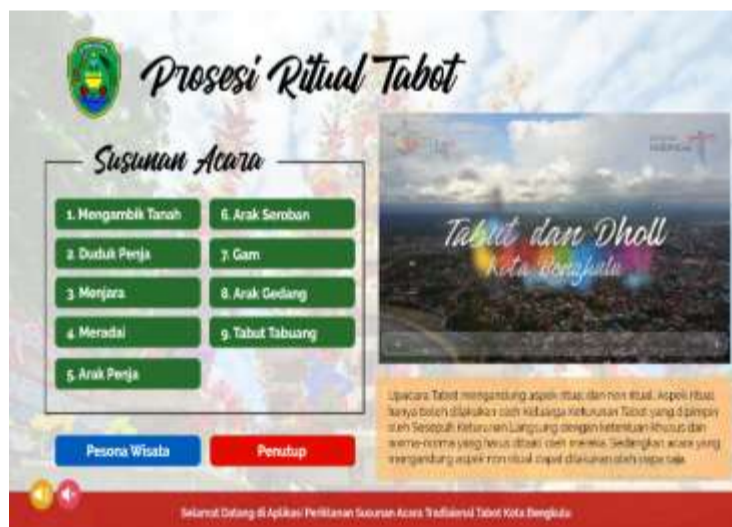 Prosesi Ritual Tabot
Susunan Acara
1. Mengambik Tanah
2. Duduk Penja
3. Menjara
4. Meradai
5. Arak Penja
6. Arak Seroban
7. Gam
8. Arak Gedang
9. Tabut Tabuang
Pesona Wisata
Penutup
Tabut dan Dholl
Kota Bengkulu
Upacara Tabot mengandung aspek ritual dan non ritual. Aspek ritual
hanya boleh dilakukan oleh Keluarga Keturunan Tabot yang dipimpin
oleh Sesepuh Keturunan Langsung dengan ketentuan khusus dan
norma-norma yang harus ditaati oleh mereka. Sedangkan acara yang
mengandung aspek non ritual dapat dilakukan oleh siapa saja.
Selamat Datang di Aplikasi Periklanan Susunan Acara Tradisional Tabot Kota Bengkulu